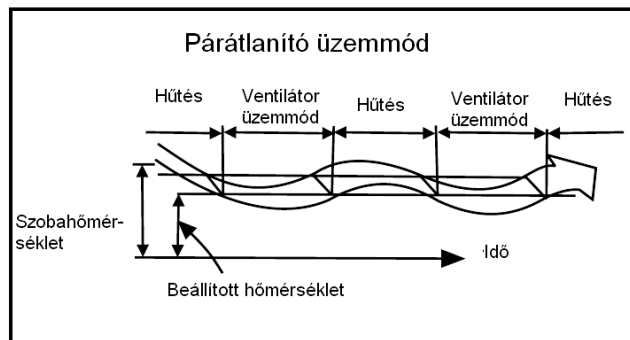 Párátlanító üzemmód
Hűtés
Ventilátor
üzemmód
Hűtés
Ventilátor
üzemmód
Hűtés
Szobahőmér-
séklet
Idő
Beállított hőmérséklet